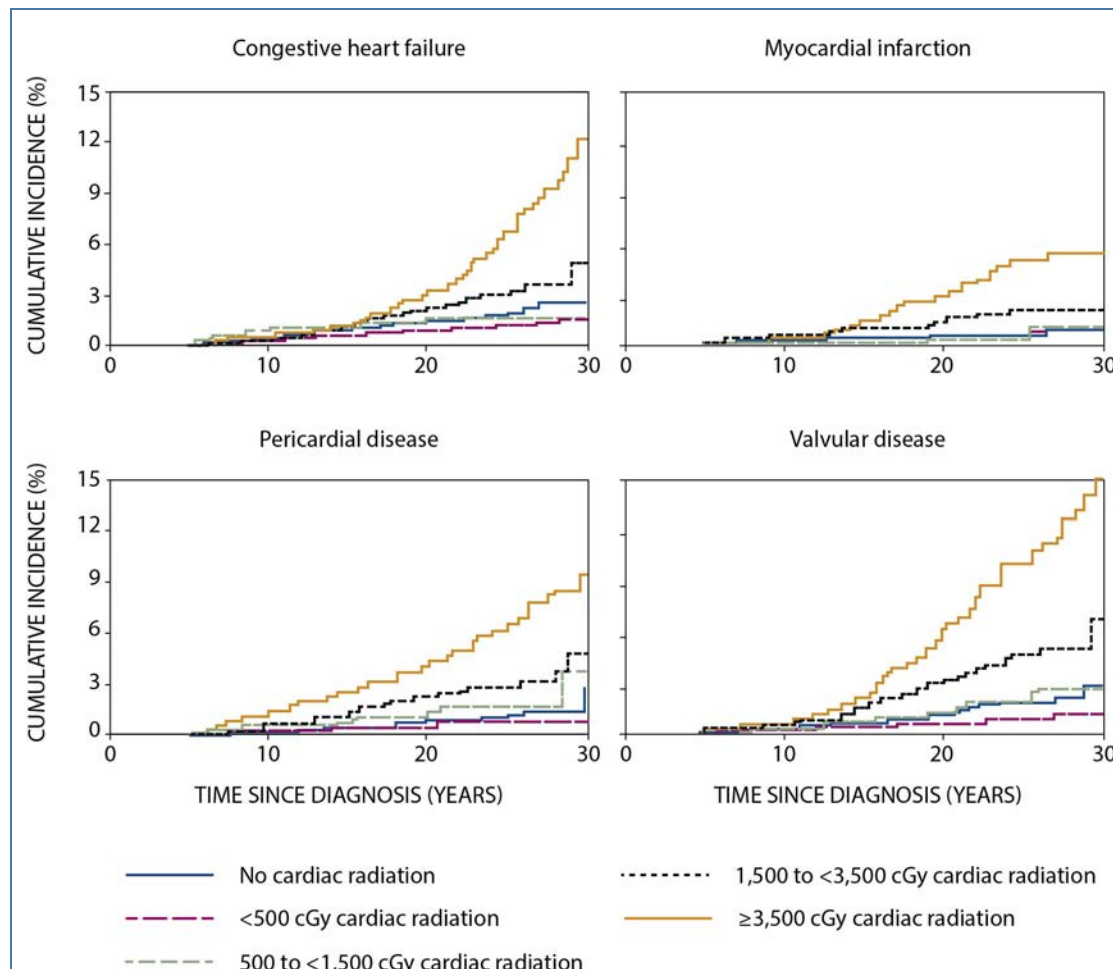 Congestive heart failure
Myocardial infarction
CUMULATIVE INCIDENCE (%)
15
12
9
6
3
0
0
10
20
30
0
10
20
30
Pericardial disease
Valvular disease
CUMULATIVE INCIDENCE (%)
15
12
9
6
3
0
0
10
20
30
0
10
20
30
TIME SINCE DIAGNOSIS (YEARS)
TIME SINCE DIAGNOSIS (YEARS)
No cardiac radiation
1,500 to <3,500 cGy cardiac radiation
<500 cGy cardiac radiation
≥3,500 cGy cardiac radiation
500 to <1,500 cGy cardiac radiation